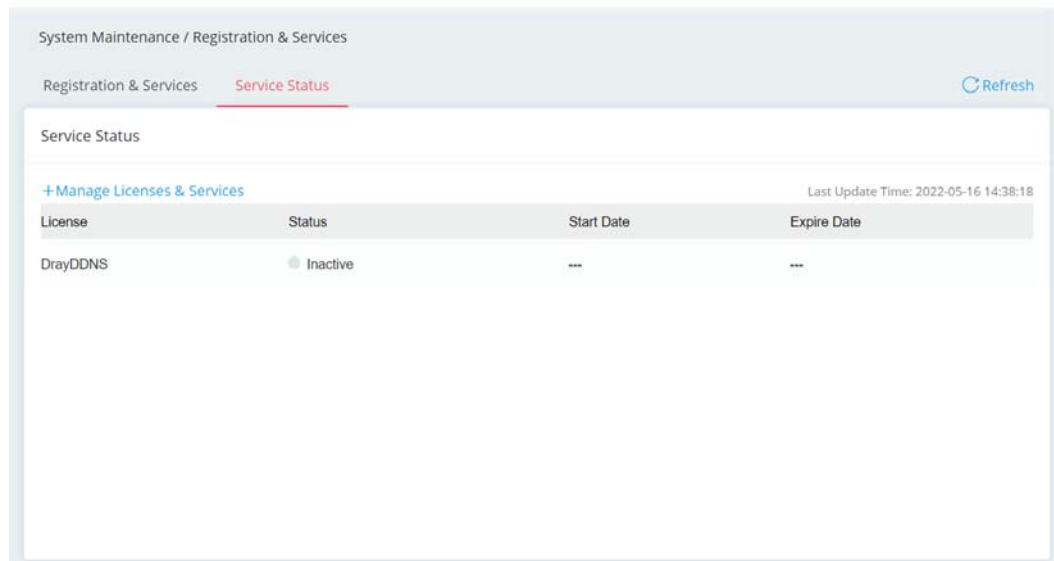 System Maintenance / Registration & Services
Registration & Services Service Status Refresh
Service Status
+Manage Licenses & Services Last Update Time: 2022-05-16 14:38:18
License Status Start Date Expire Date
DrayDDNS Inactive --- ---